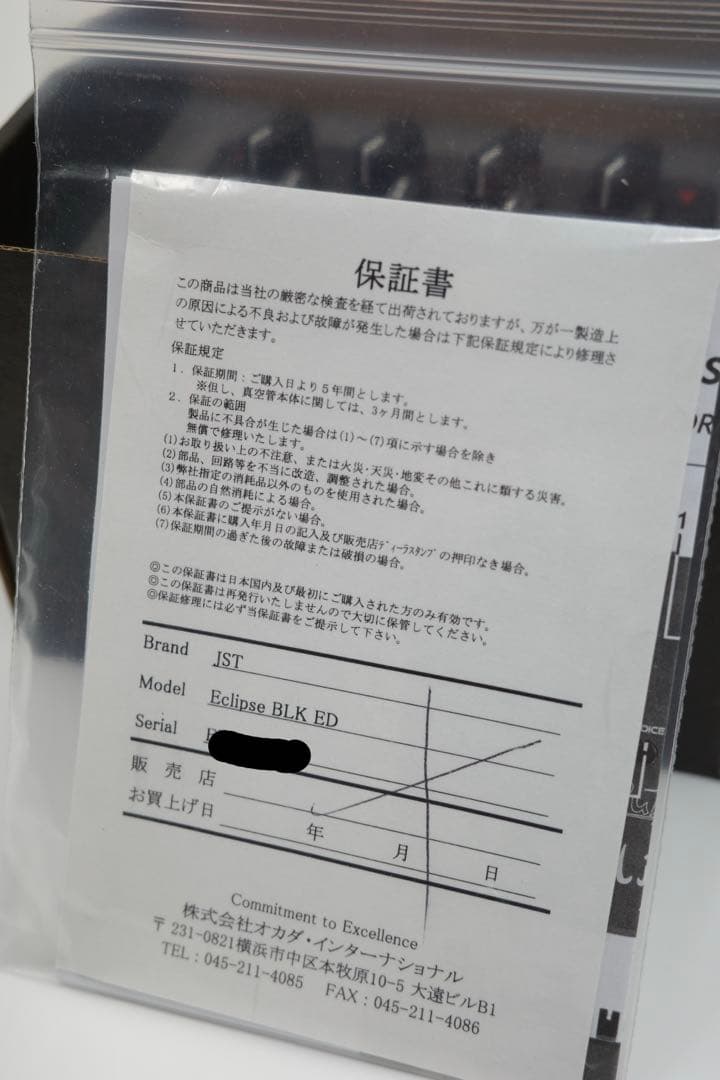 保証書
この商品は当社の厳密な検査を経て出荷されておりますが、万が一製造上
の原因による不良および故障が発生した場合は下記保証規定により修理さ
せていただきます。
保証規定
1．保証期間：ご購入日より5年間とします。
※但し、真空管本体に関しては、3ヶ月間とします。
2．保証の範囲
製品に不具合が生じた場合は(1)～(7)項に示す場合を除き
無償で修理いたします。
(1)お取り扱い上の不注意、または火災・天災・地変その他これに類する災害。
(2)部品、回路等を不当に改造、調整された場合。
(3)弊社指定の消耗品以外のものを使用された場合。
(4)部品の自然消耗による場合。
(5)本保証書のご提示がない場合。
(6)本保証書に購入年月日の記入及び販売店ﾃﾞｨｰﾗｽﾀﾝﾌﾟの押印なき場合。
(7)保証期間の過ぎた後の故障または破損の場合。
◎この保証書は日本国内及び最初にご購入された方のみ有効です。
◎この保証書は再発行いたしませんので大切に保管してください。
◎保証修理には必ず当保証書をご提示して下さい。
Brand JST
Model Eclipse BLK ED
Serial
販売店
お買上げ日
年 月 日
Commitment to Excellence
株式会社オカダ・インターナショナル
〒231-0821横浜市中区本牧原10-5 大遠ビルB1
TEL：045-211-4085 FAX：045-211-4086